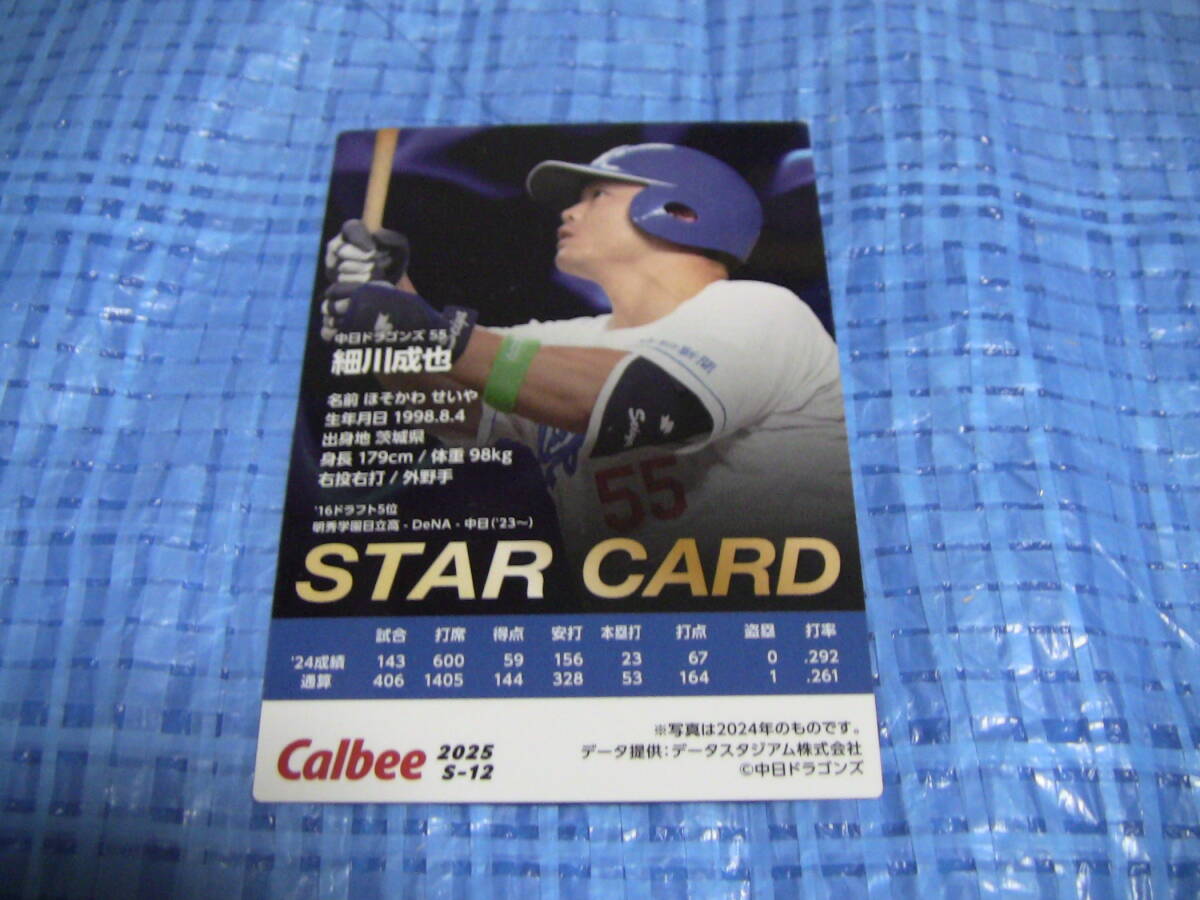 中日ドラゴンズ 55
細川成也
名前 ほそかわ せいや
生年月日 1998.8.4
出身地 茨城県
身長 179cm / 体重 98kg
右投右打 / 外野手
'16ドラフト5位
明秀学園日立高 - DeNA - 中日('23〜)
新聞
55
STAR CARD
試合 打席 得点 安打 本塁打 打点 盗塁 打率
'24成績 143 600 59 156 23 67 0 .292
通算 406 1405 144 328 53 164 1 .261
※写真は2024年のものです。
データ提供:データスタジアム株式会社
©中日ドラゴンズ
Calbee 2025
S-12